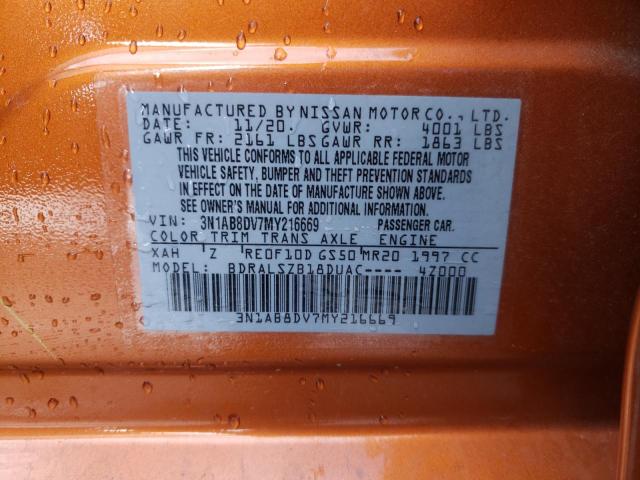 MANUFACTURED BY NISSAN MOTOR CO., LTD.
DATE: 11/20. GVWR: 4001 LBS
GAWR FR: 2161 LBS GAWR RR: 1863 LBS
THIS VEHICLE CONFORMS TO ALL APPLICABLE FEDERAL MOTOR
VEHICLE SAFETY, BUMPER AND THEFT PREVENTION STANDARDS
IN EFFECT ON THE DATE OF MANUFACTURE SHOWN ABOVE.
SEE OWNER'S MANUAL FOR ADDITIONAL INFORMATION
VIN: 3N1AB8DV7MY216669 PASSENGER CAR.
COLOR TRIM TRANS AXLE ENGINE
XAH Z RE0F10D GS50 MR20 1997 CC
MODEL: BDRALSZB18DUAC---- 4Z000
3N1AB8DV7MY216669